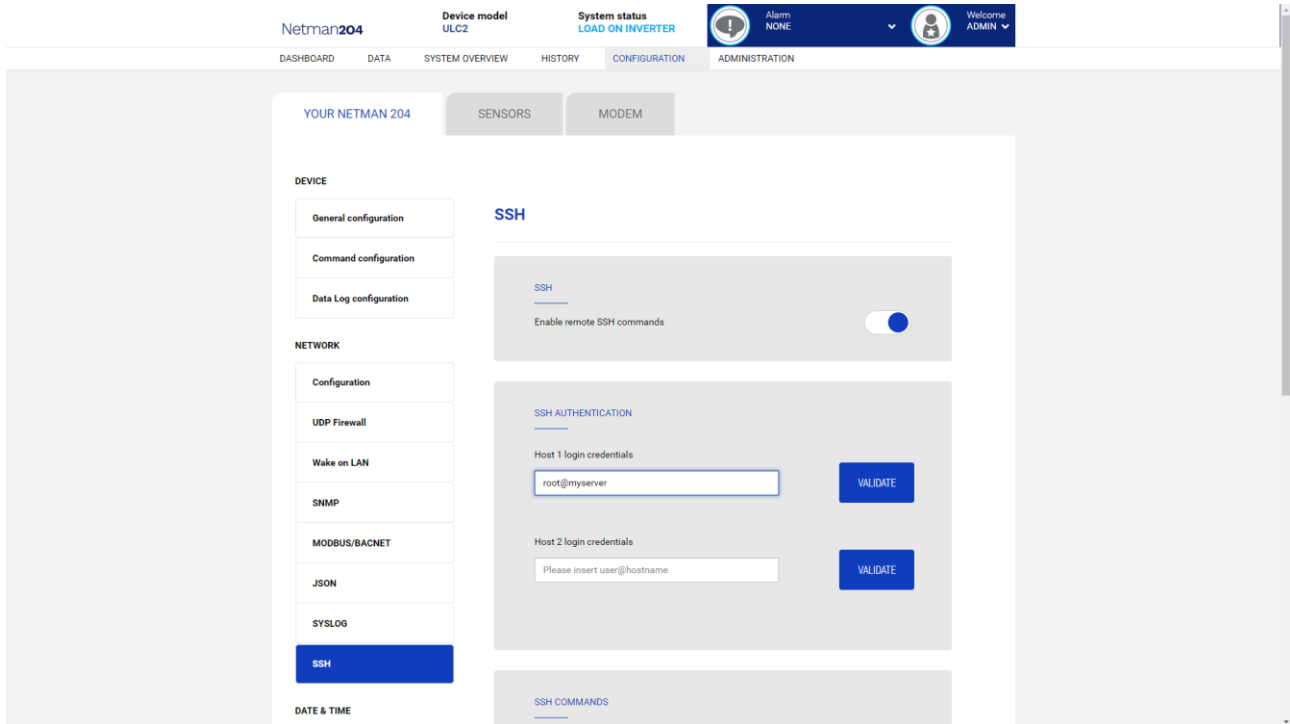 Netman204
Device model
ULC2
System status
LOAD ON INVERTER
Alarm
NONE
Welcome
ADMIN
DASHBOARD DATA SYSTEM OVERVIEW HISTORY CONFIGURATION ADMINISTRATION
YOUR NETMAN 204 SENSORS MODEM
DEVICE
General configuration
Command configuration
Data Log configuration
NETWORK
Configuration
UDP Firewall
Wake on LAN
SNMP
MODBUS/BACNET
JSON
SYSLOG
SSH
DATE & TIME
SSH
SSH
Enable remote SSH commands
SSH AUTHENTICATION
Host 1 login credentials
root@myserver VALIDATE
Host 2 login credentials
Please insert user@hostname VALIDATE
SSH COMMANDS